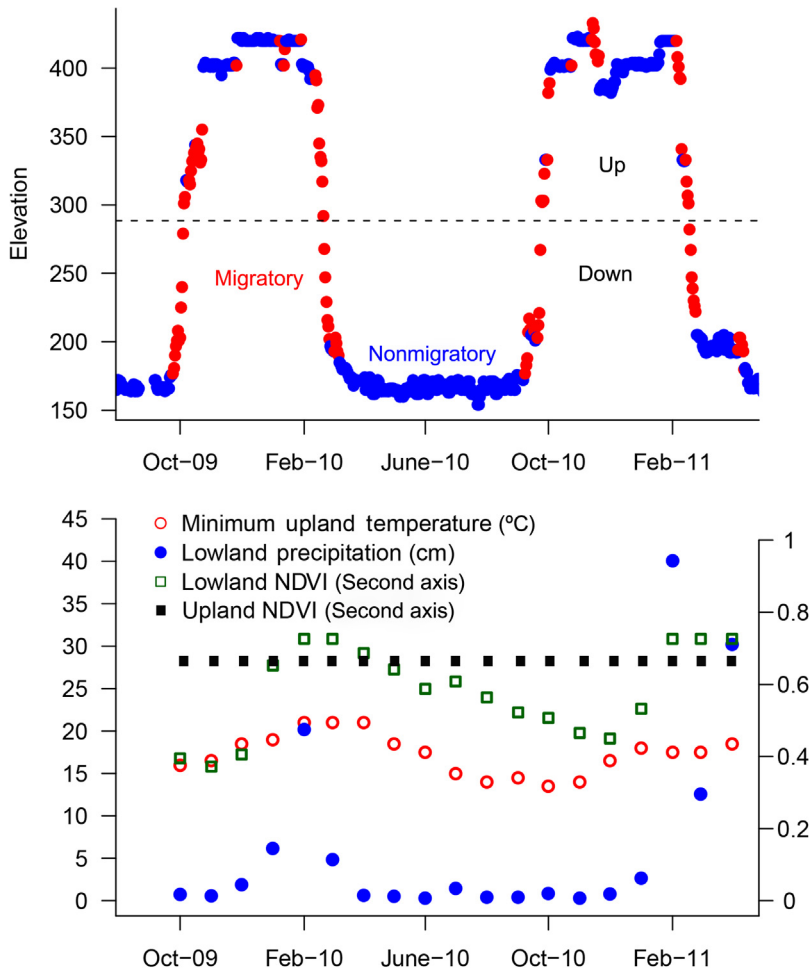 400
350
300
250
200
150
Elevation
Up
Down
Migratory
Nonmigratory
Oct−09 Feb−10 June−10 Oct−10 Feb−11
45
40
35
30
25
20
15
10
5
0
Minimum upland temperature (ºC)
Lowland precipitation (cm)
Lowland NDVI (Second axis)
Upland NDVI (Second axis)
1
0.8
0.6
0.4
0.2
0
Oct−09 Feb−10 June−10 Oct−10 Feb−11